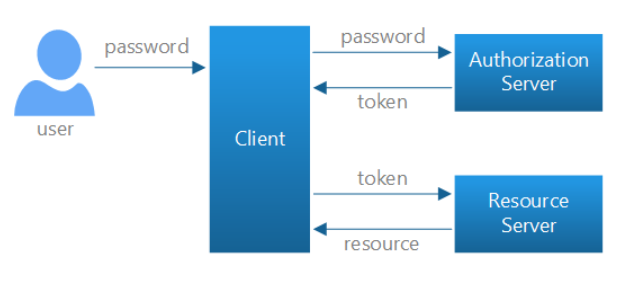 password
user
Client
password
token
Authorization
Server
token
resource
Resource
Server